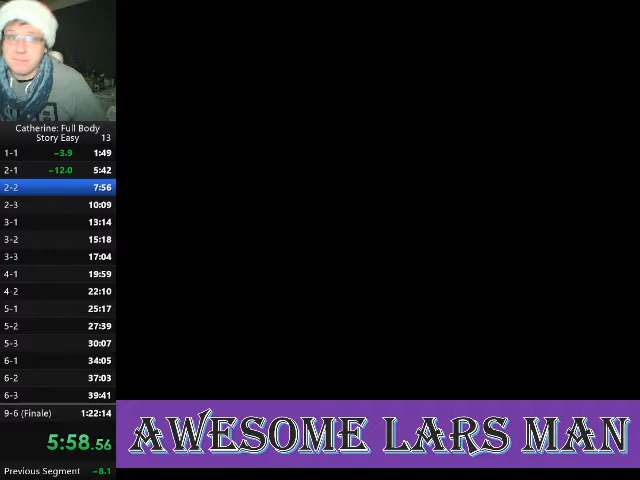 Catherine: Full Body
Story Easy 13
1-1 -3.9 1:49
2-1 -12.0 5:42
2-2 7:56
2-3 10:09
3-1 13:14
3-2 15:18
3-3 17:04
4-1 19:59
4-2 22:10
5-1 25:17
5-2 27:39
5-3 30:07
6-1 34:05
6-2 37:03
6-3 39:41
9-6 (Finale) 1:22:14
5:58.56
AWESOME LARS MAN
Previous Segment -8.1